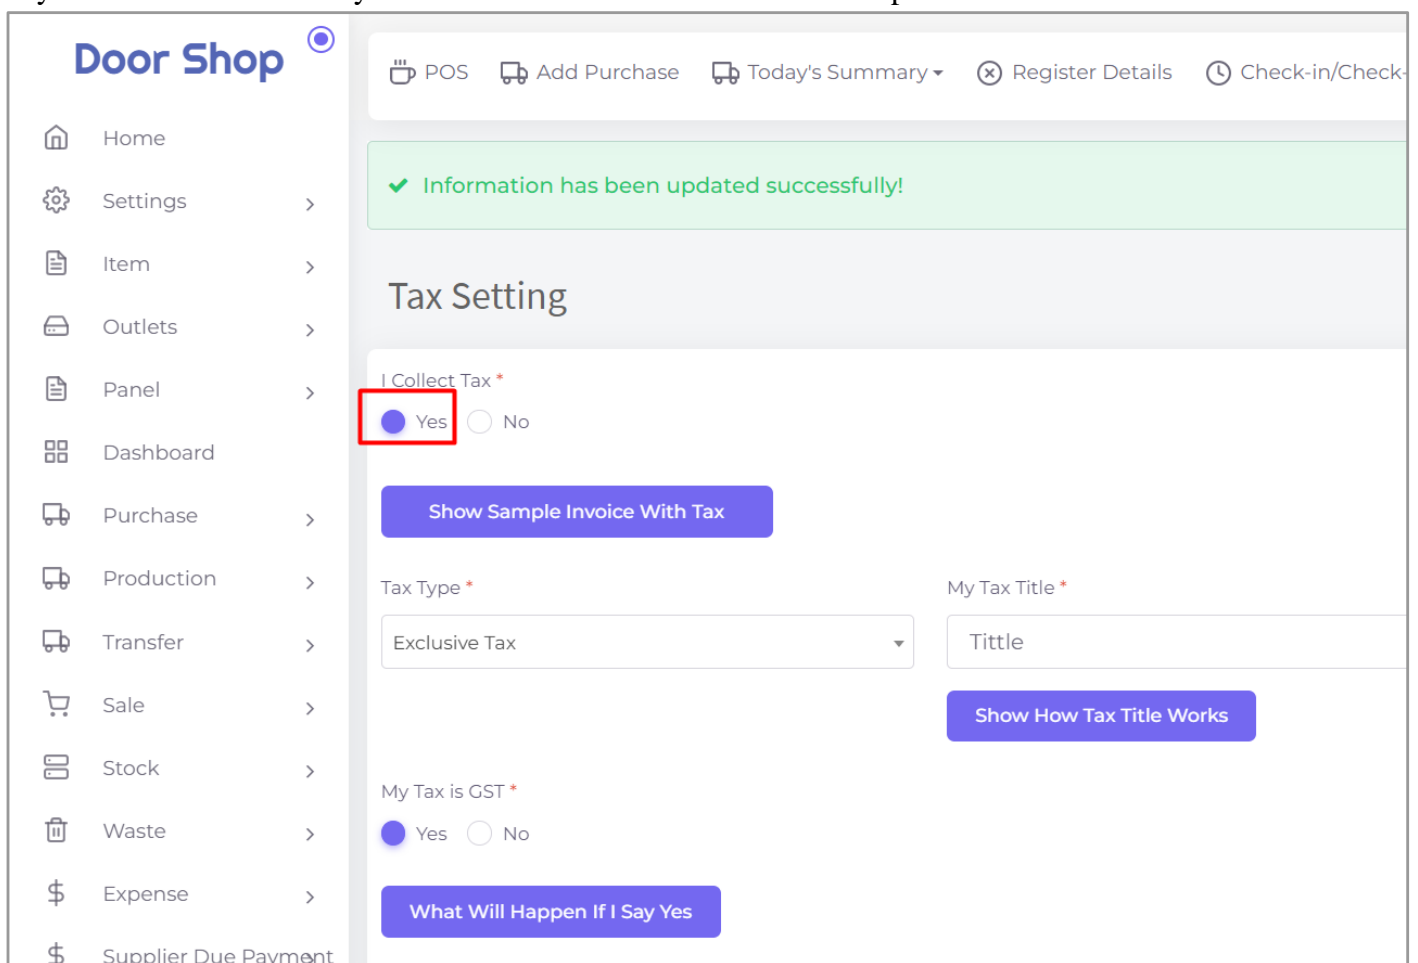 Door Shop
POS Add Purchase Today's Summary Register Details Check-in/Check-
Home
Settings
Item
Outlets
Panel
Dashboard
Purchase
Production
Transfer
Sale
Stock
Waste
Expense
Supplier Due Payment
Information has been updated successfully!
Tax Setting
I Collect Tax *
Yes No
Show Sample Invoice With Tax
Tax Type * My Tax Title *
Exclusive Tax Tittle
Show How Tax Title Works
My Tax is GST *
Yes No
What Will Happen If I Say Yes